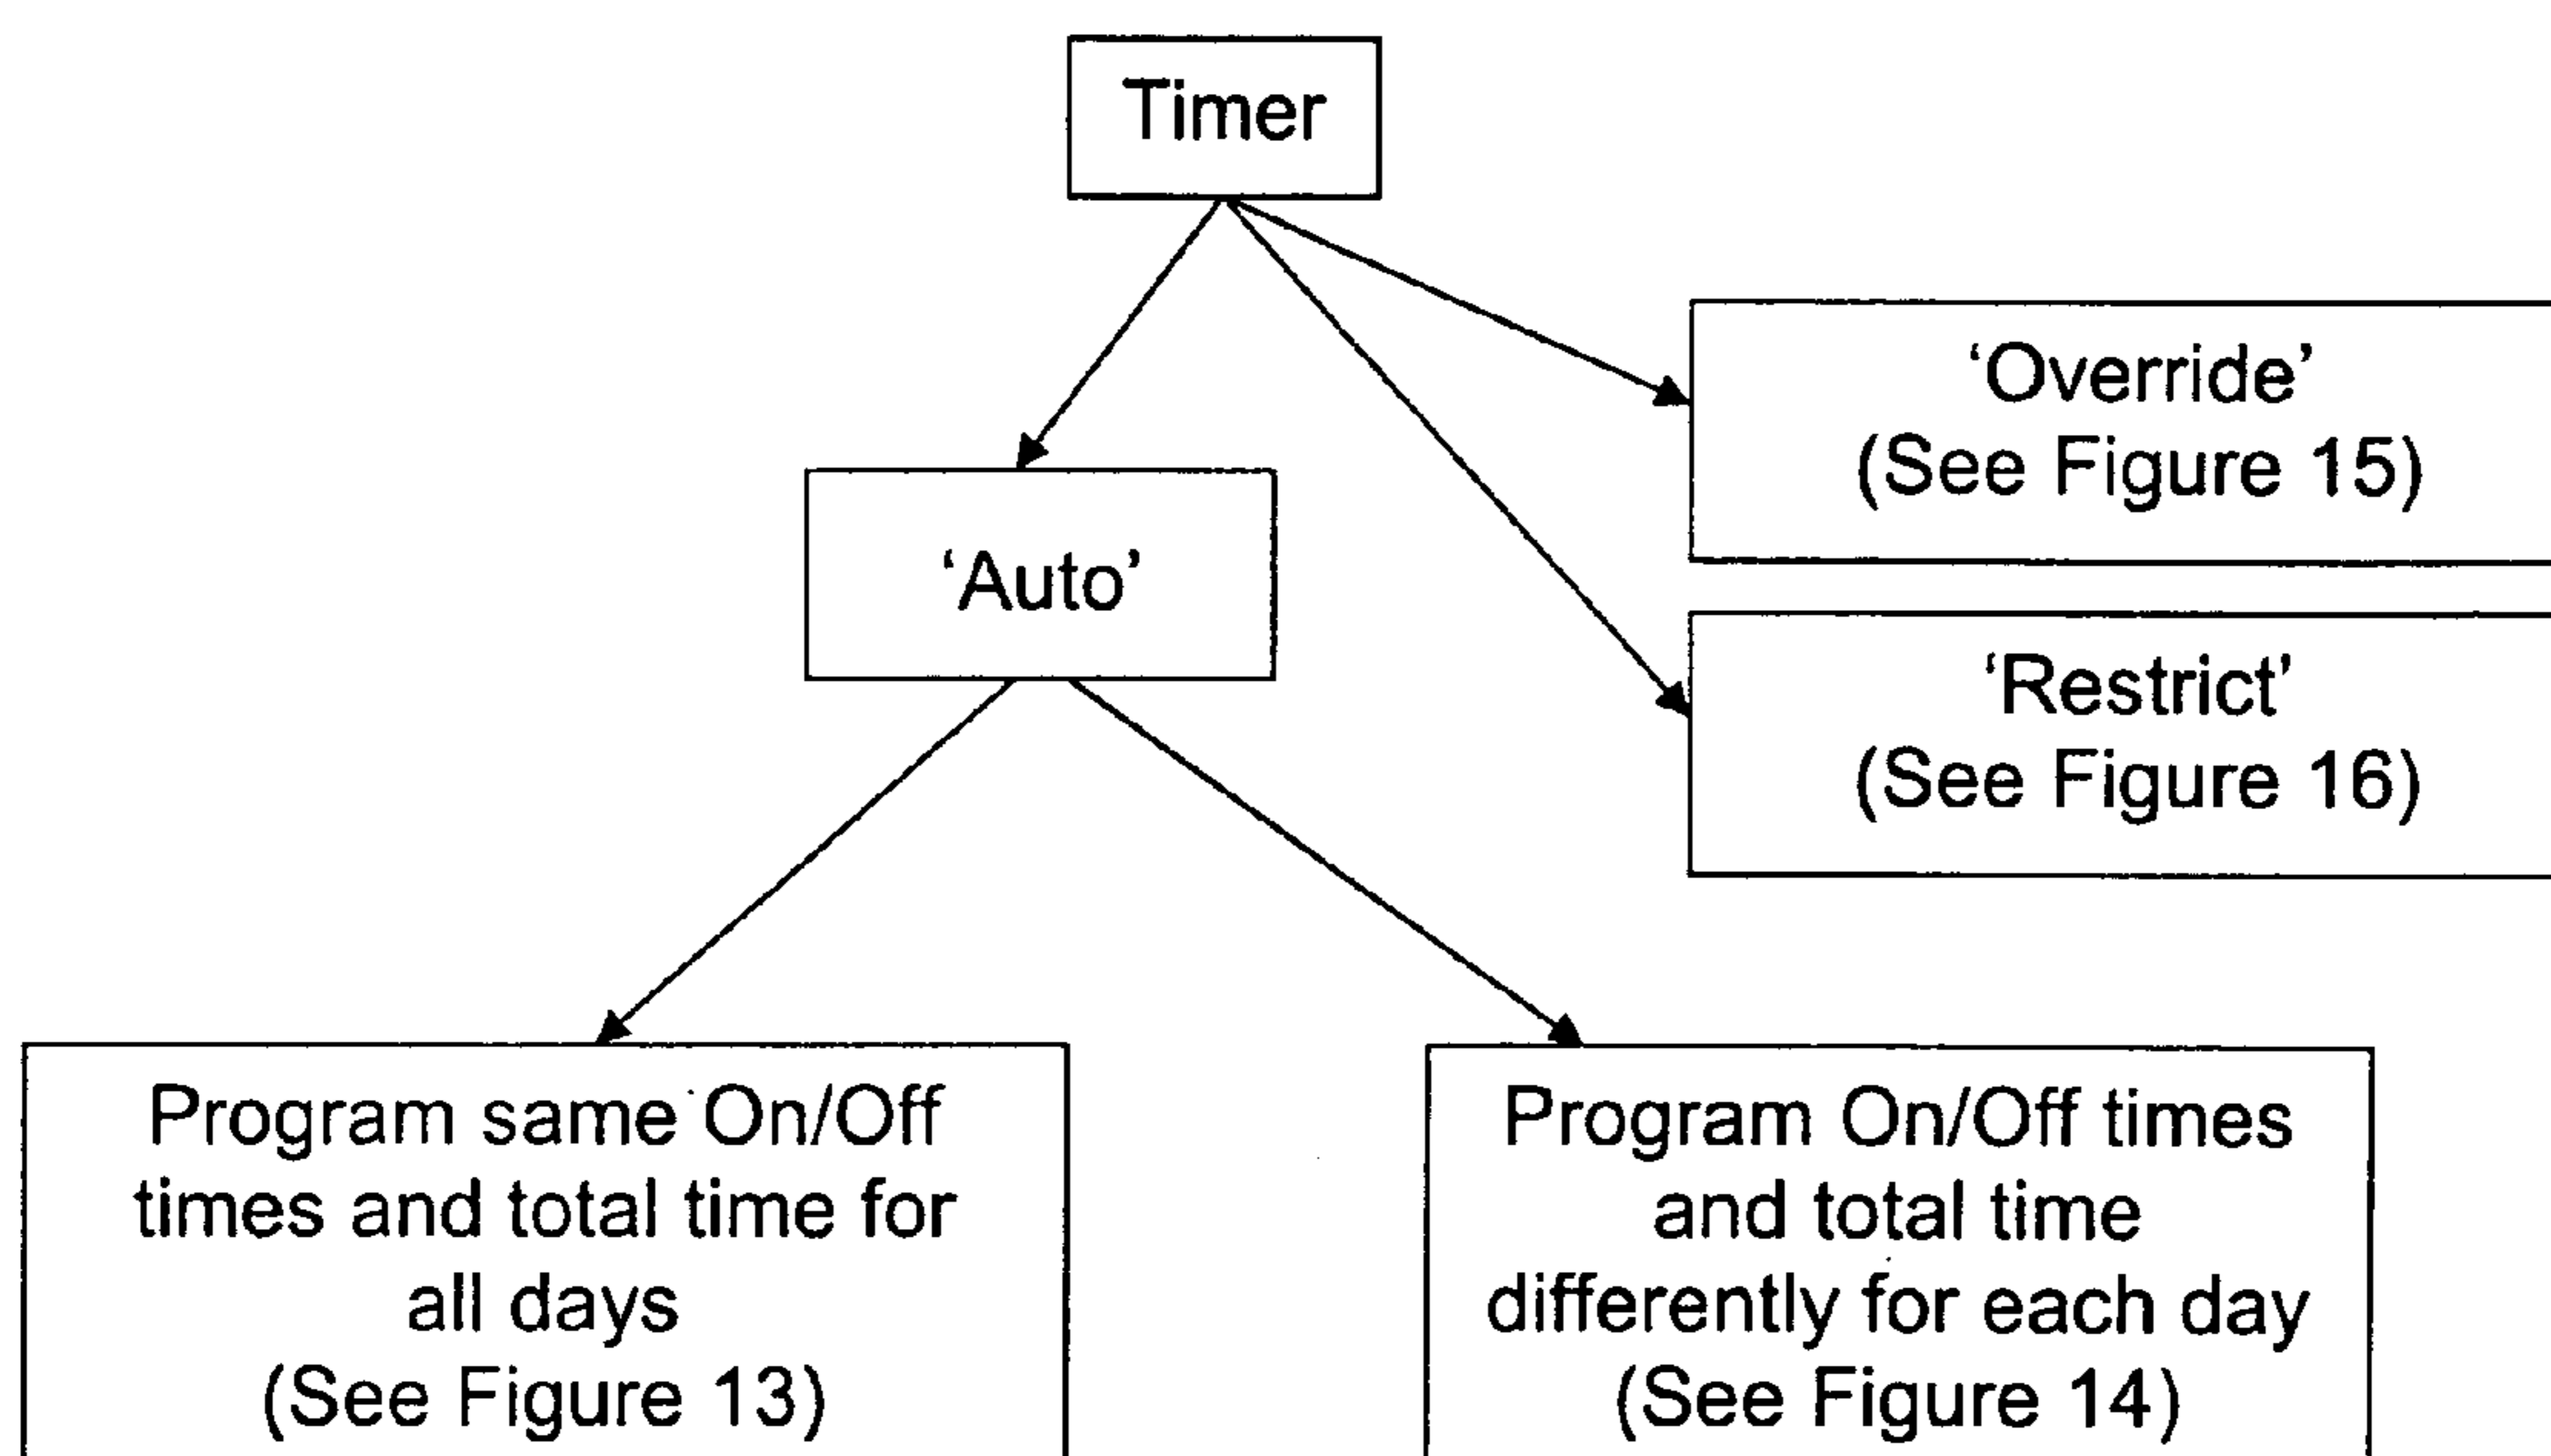 Timer
‘Override’
(See Figure 15)
‘Auto’
‘Restrict’
(See Figure 16)
Program same On/Off
times and total time for
all days
(See Figure 13)
Program On/Off times
and total time
differently for each day
(See Figure 14)